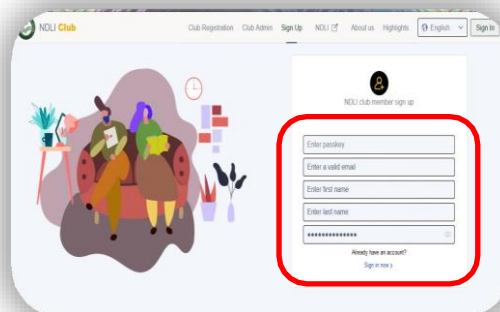 NDLI Club
Club Registration Club Admin Sign Up NDLI About us Highlights English Sign In
NDLI club member sign up
Enter passkey
Enter a valid email
Enter first name
Enter last name
Already have an account?
Sign in now